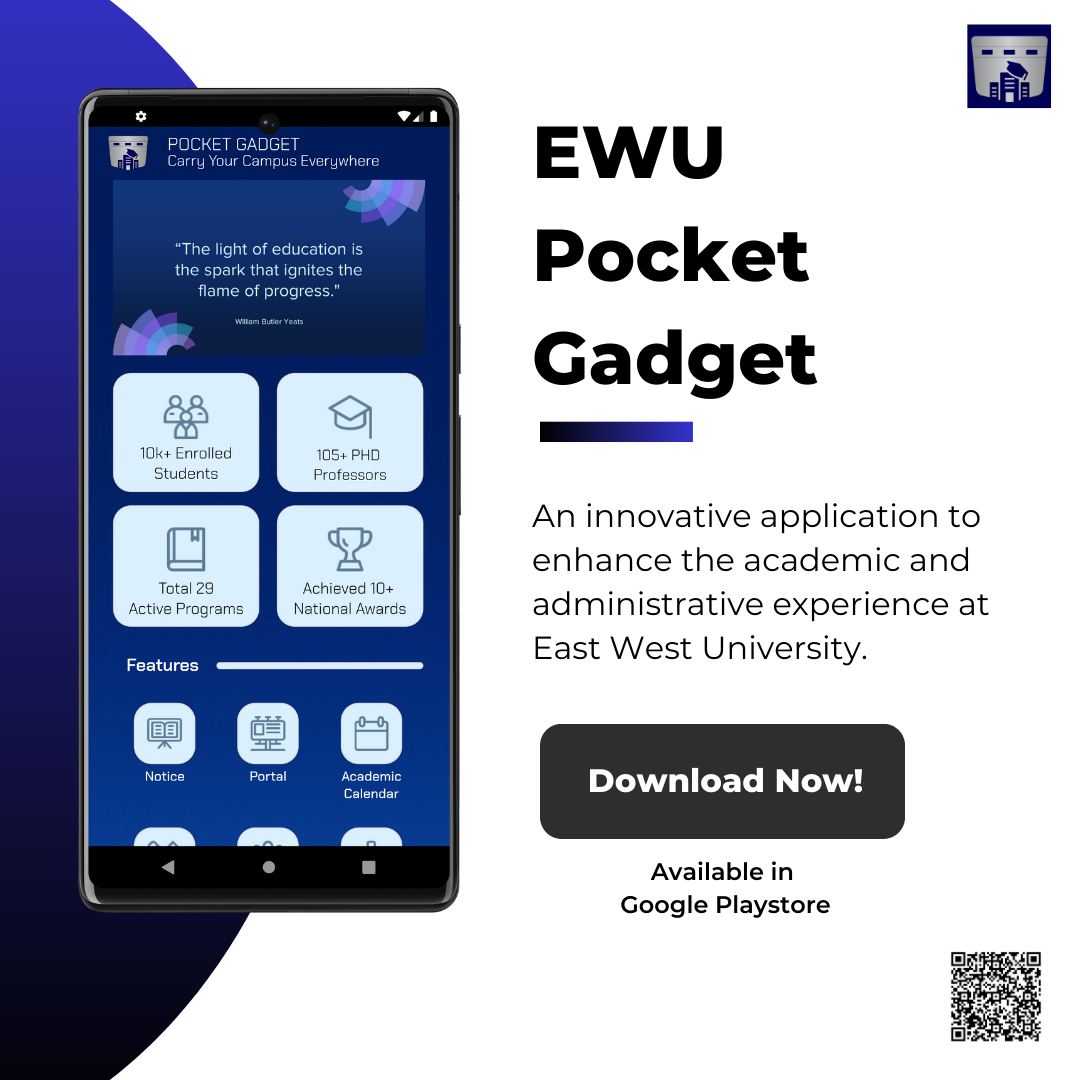 POCKET GADGET
Carry Your Campus Everywhere
“The light of education is
the spark that ignites the
flame of progress."
William Butler Yeats
10k+ Enrolled
Students
105+ PHD
Professors
Total 29
Active Programs
Achieved 10+
National Awards
Features
Notice
Portal
Academic
Calendar
EWU
Pocket
Gadget
An innovative application to
enhance the academic and
administrative experience at
East West University.
Download Now!
Available in
Google Playstore